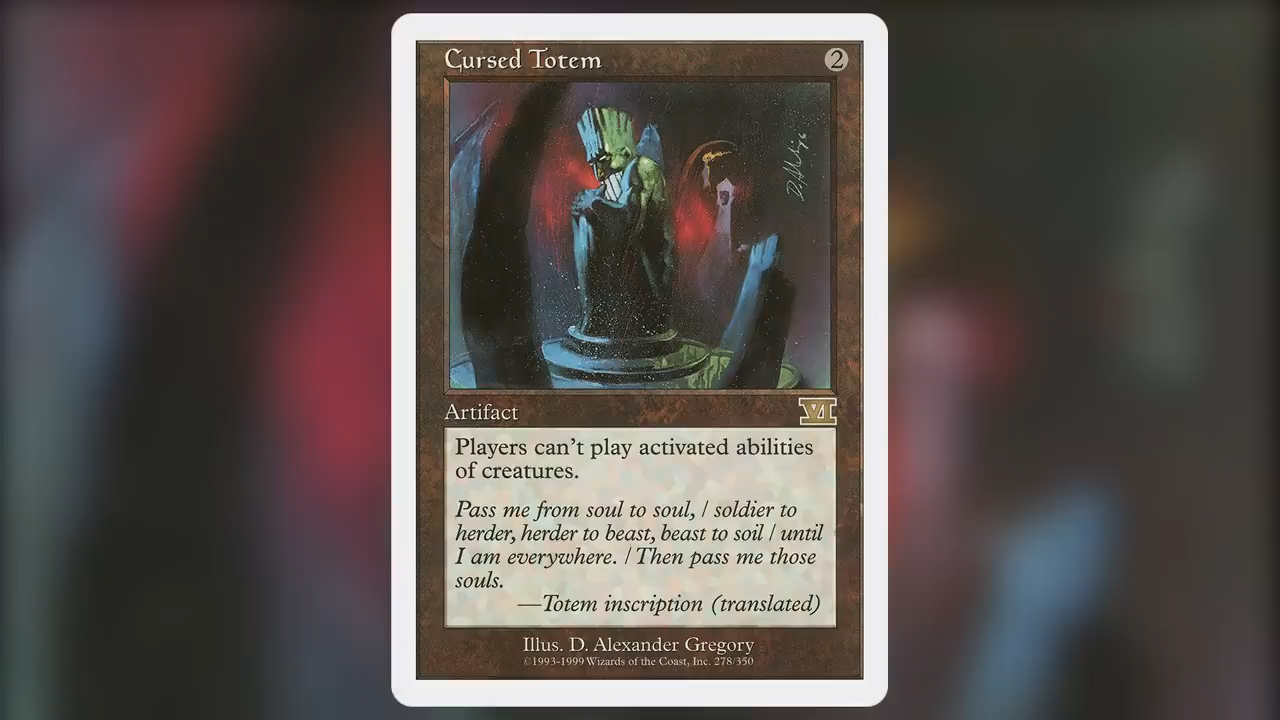 Cursed Totem
2
Artifact
VI
Players can't play activated abilities
of creatures.
Pass me from soul to soul, / soldier to
herder, herder to beast, beast to soil / until
I am everywhere. / Then pass me those
souls.
—Totem inscription (translated)
Illus. D. Alexander Gregory
©1993-1999 Wizards of the Coast, Inc. 278/350